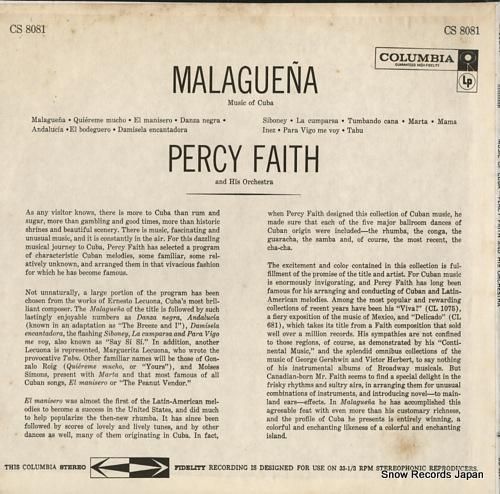 CS 8081
CS 8081
COLUMBIA
GUARANTEED HIGH-FIDELITY
Lp
MALAGUEÑA
Music of Cuba
Malagueña • Quiéreme mucho • El manisero • Danza negra •
Andalucía • El bodeguero • Damisela encantadora
Siboney • La cumparsa • Tumbando cana • Marta • Mama
Inez • Para Vigo me voy • Tabu
PERCY FAITH
and His Orchestra
As any visitor knows, there is more to Cuba than rum and
sugar, more than gambling and good times, more than historic
shrines and beautiful scenery. There is music, fascinating and
unusual music, and it is constantly in the air. For this dazzling
musical journey to Cuba, Percy Faith has selected a program
of characteristic Cuban melodies, some familiar, some rel-
atively unknown, and arranged them in that vivacious fashion
for which he has become famous.
Not unnaturally, a large portion of the program has been
chosen from the works of Ernesto Lecuona, Cuba's most bril-
liant composer. The Malagueña of the title is followed by such
lastingly enjoyable numbers as Danza negra, Andalucía
(known in an adaptation as "The Breeze and I"), Damisela
encantadora, the flashing Siboney, La cumparsa and Para Vigo
me voy, also known as "Say Sí Sí." In addition, another
Lecuona is represented, Marguerita Lecuona, who wrote the
provocative Tabu. Other familiar names will be those of Gon-
zalo Roig (Quiéreme mucho, or "Yours"), and Moises
Simons, present with Marta and that most famous of all
Cuban songs, El manisero or "The Peanut Vendor."
El manisero was almost the first of the Latin-American mel-
odies to become a success in the United States, and did much
to help popularize the then-new rhumba. It has since been
followed by scores of lovely and lively tunes, and by other
dances as well, many of them originating in Cuba. In fact,
when Percy Faith designed this collection of Cuban music, he
made sure that each of the five major ballroom dances of
Cuban origin were included—the rhumba, the conga, the
guaracha, the samba and, of course, the most recent, the
cha-cha.
The excitement and color contained in this collection is ful-
fillment of the promise of the title and artist. For Cuban music
is enormously invigorating, and Percy Faith has long been
famous for his arranging and conducting of Cuban and Latin-
American melodies. Among the most popular and rewarding
collections of recent years have been his "Viva!" (CL 1075),
a fiery exposition of the music of Mexico, and "Delicado" (CL
681), which takes its title from a Faith composition that sold
well over a million records. His sympathies are not confined
to those regions, of course, as demonstrated by his "Conti-
nental Music," and the splendid omnibus collections of the
music of George Gershwin and Victor Herbert, to say nothing
of his instrumental albums of Broadway musicals. But
Canadian-born Mr. Faith seems to find a special delight in the
frisky rhythms and sultry airs, in arranging them for unusual
combinations of instruments, and introducing novel—to main-
land ears—effects. In Malagueña he has accomplished this
agreeable feat with even more than his customary richness,
and the profile of Cuba he presents is entirely winning, a
colorful and enchanting likeness of a colorful and enchanting
island.
THIS COLUMBIA STEREO FIDELITY RECORDING IS DESIGNED FOR USE ON 33-1/3 RPM STEREOPHONIC REPRODUCERS.
Snow Records Japan